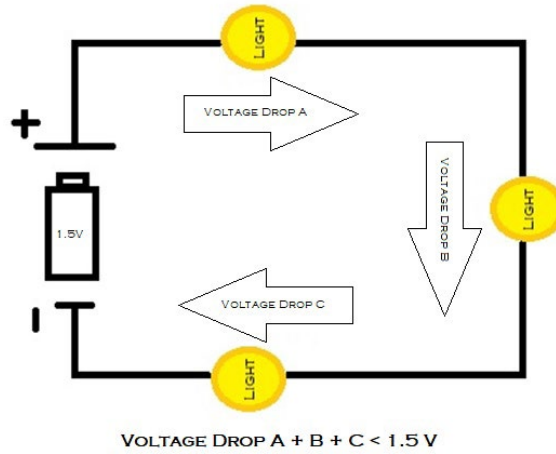 LIGHT
+
VOLTAGE DROP A
1.5V
VOLTAGE DROP B
LIGHT
VOLTAGE DROP C
-
LIGHT
VOLTAGE DROP A + B + C < 1.5 V